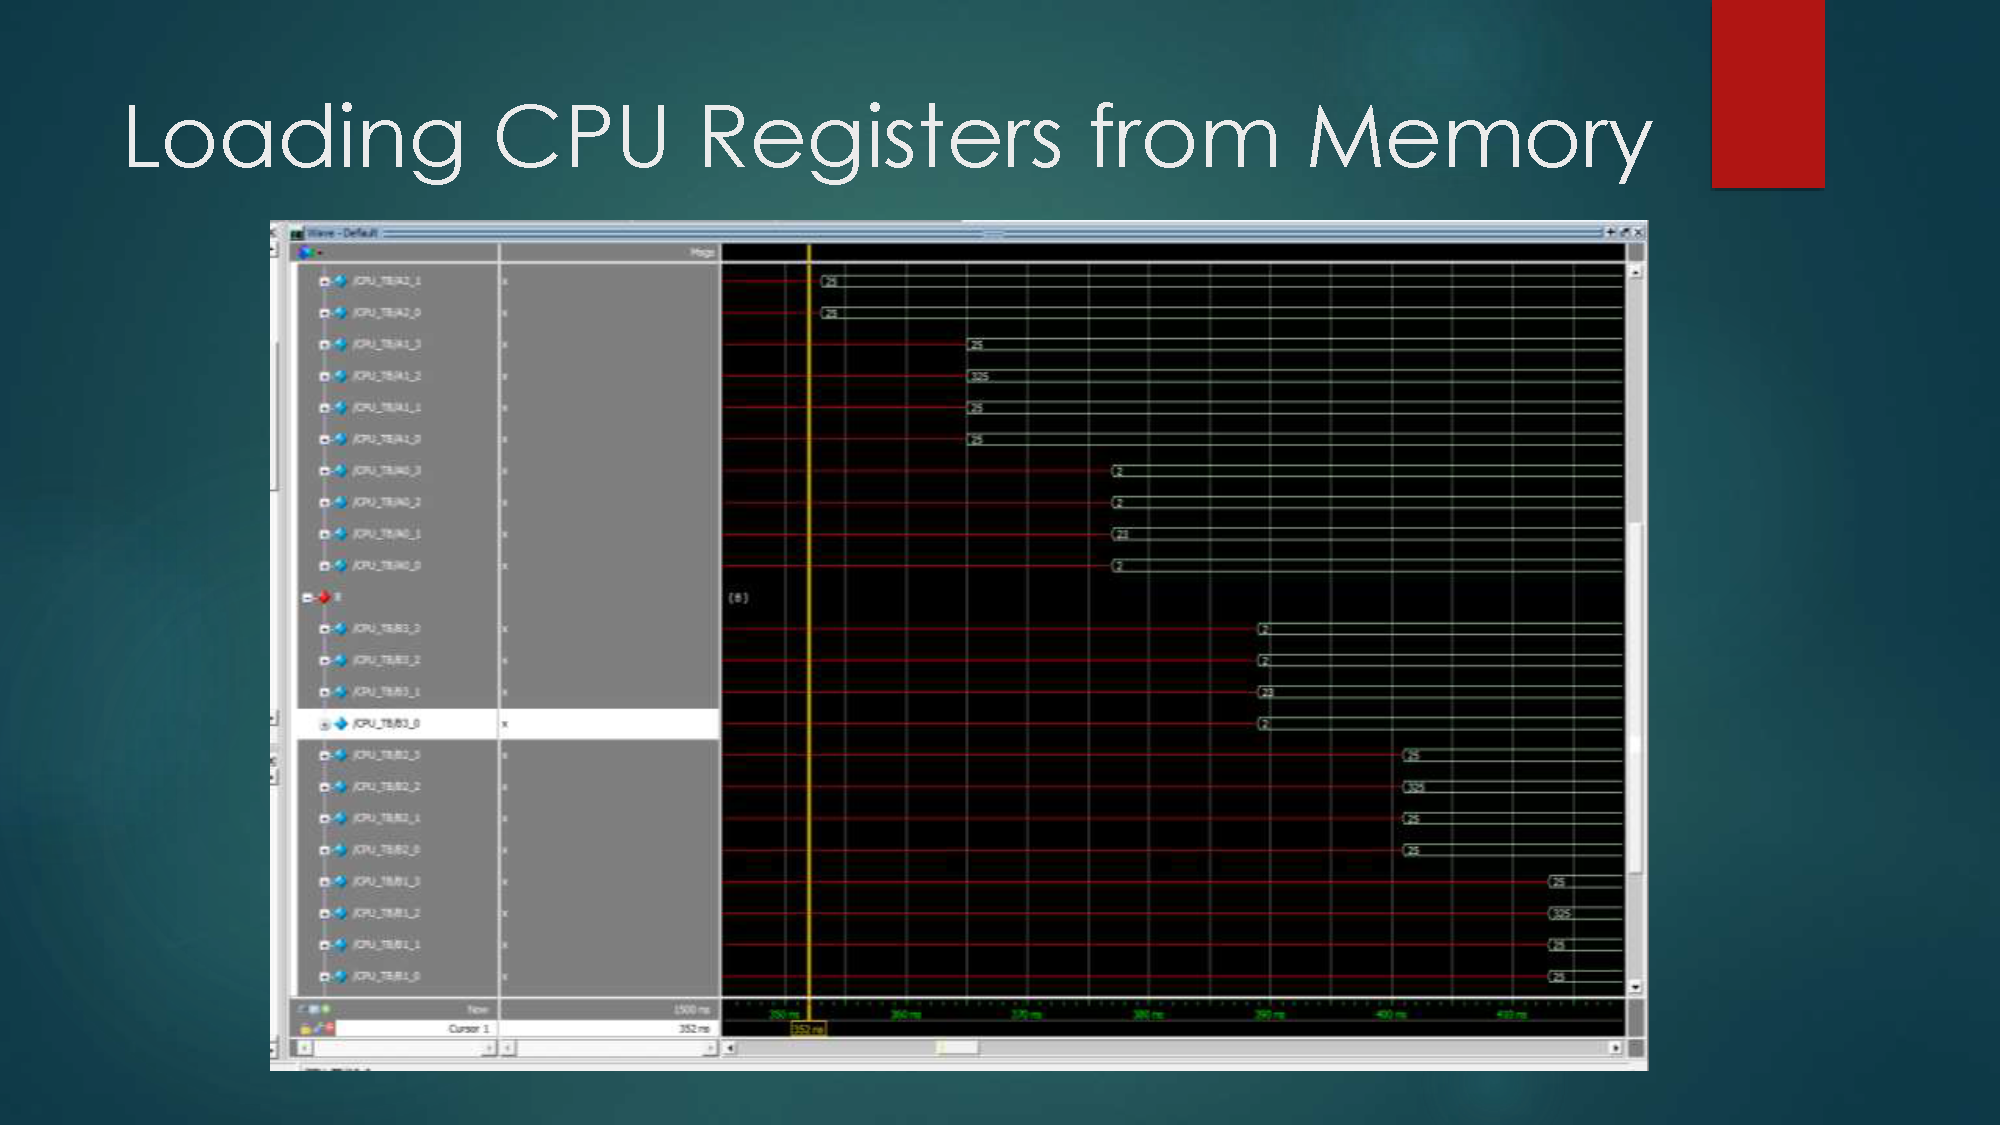 Loading CPU Registers from Memory
Wave - Default
Msgs
/CPU_TB/A2_1 x 25
/CPU_TB/A2_0 x 25
/CPU_TB/A1_3 x 25
/CPU_TB/A1_2 x 325
/CPU_TB/A1_1 x 25
/CPU_TB/A1_0 x 25
/CPU_TB/A0_3 x 2
/CPU_TB/A0_2 x 2
/CPU_TB/A0_1 x 23
/CPU_TB/A0_0 x 2
/CPU_TB/B3_3 x 2
/CPU_TB/B3_2 x 2
/CPU_TB/B3_1 x 23
/CPU_TB/B3_0 x 2
/CPU_TB/B2_3 x 25
/CPU_TB/B2_2 x 325
/CPU_TB/B2_1 x 25
/CPU_TB/B2_0 x 25
/CPU_TB/B1_3 x 25
/CPU_TB/B1_2 x 325
/CPU_TB/B1_1 x 25
/CPU_TB/B1_0 x 25
Now 1500 ns 350 ns 360 ns 370 ns 380 ns 390 ns 400 ns 410 ns
Cursor 1 352 ns 352 ns